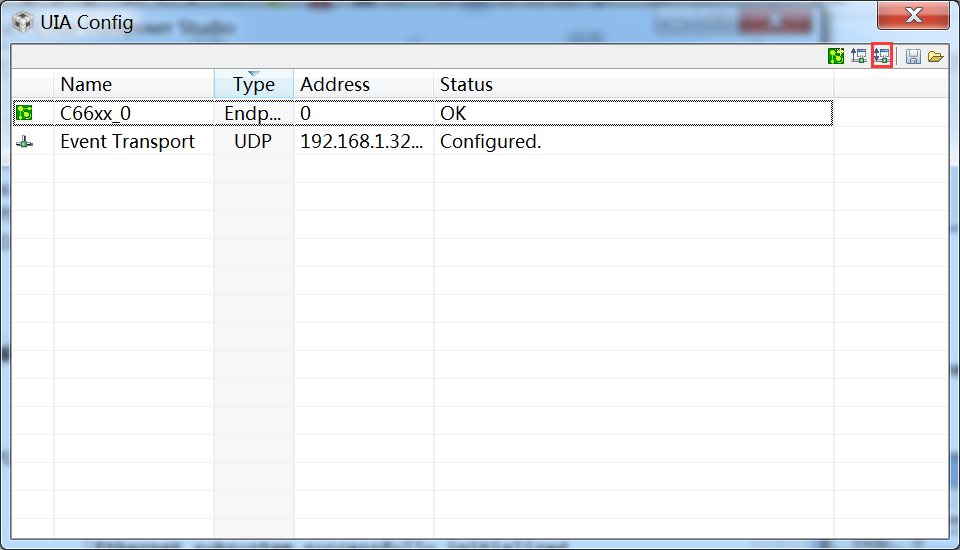 UIA Config
Name Type Address Status
C66xx_0 Endp... 0 OK
Event Transport UDP 192.168.1.32... Configured.